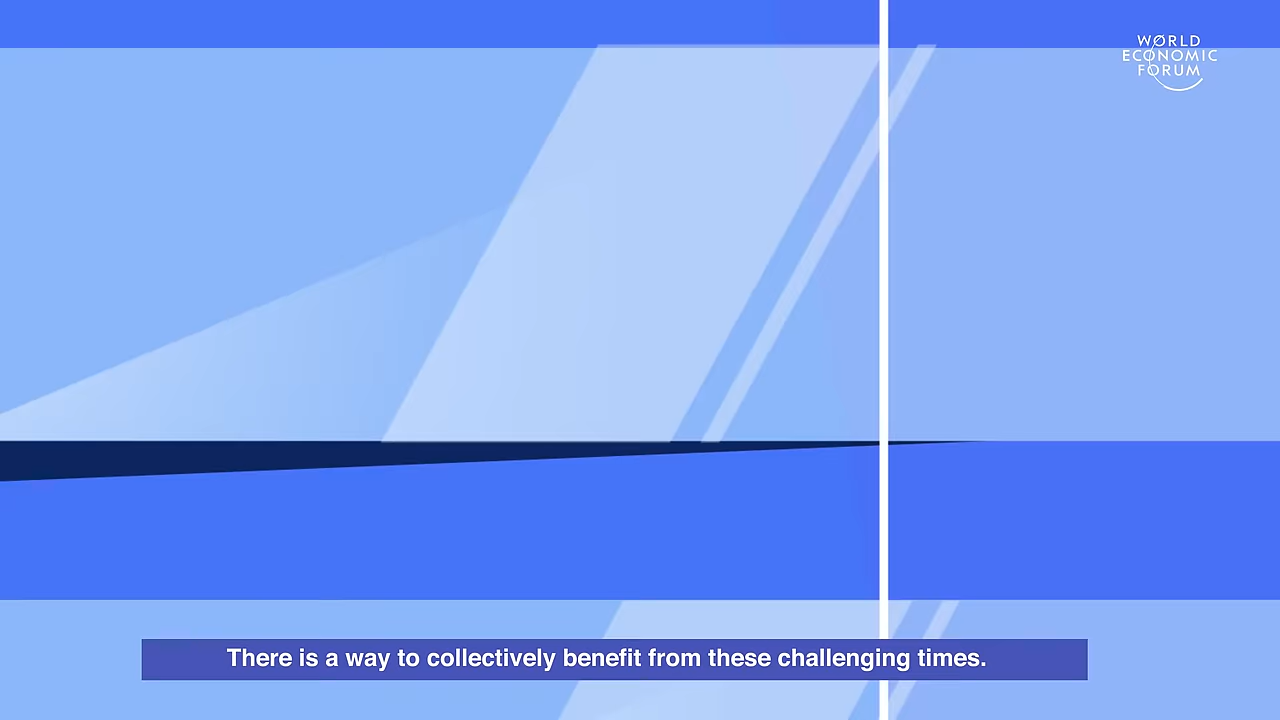 WORLD
ECONOMIC
FORUM
There is a way to collectively benefit from these challenging times.